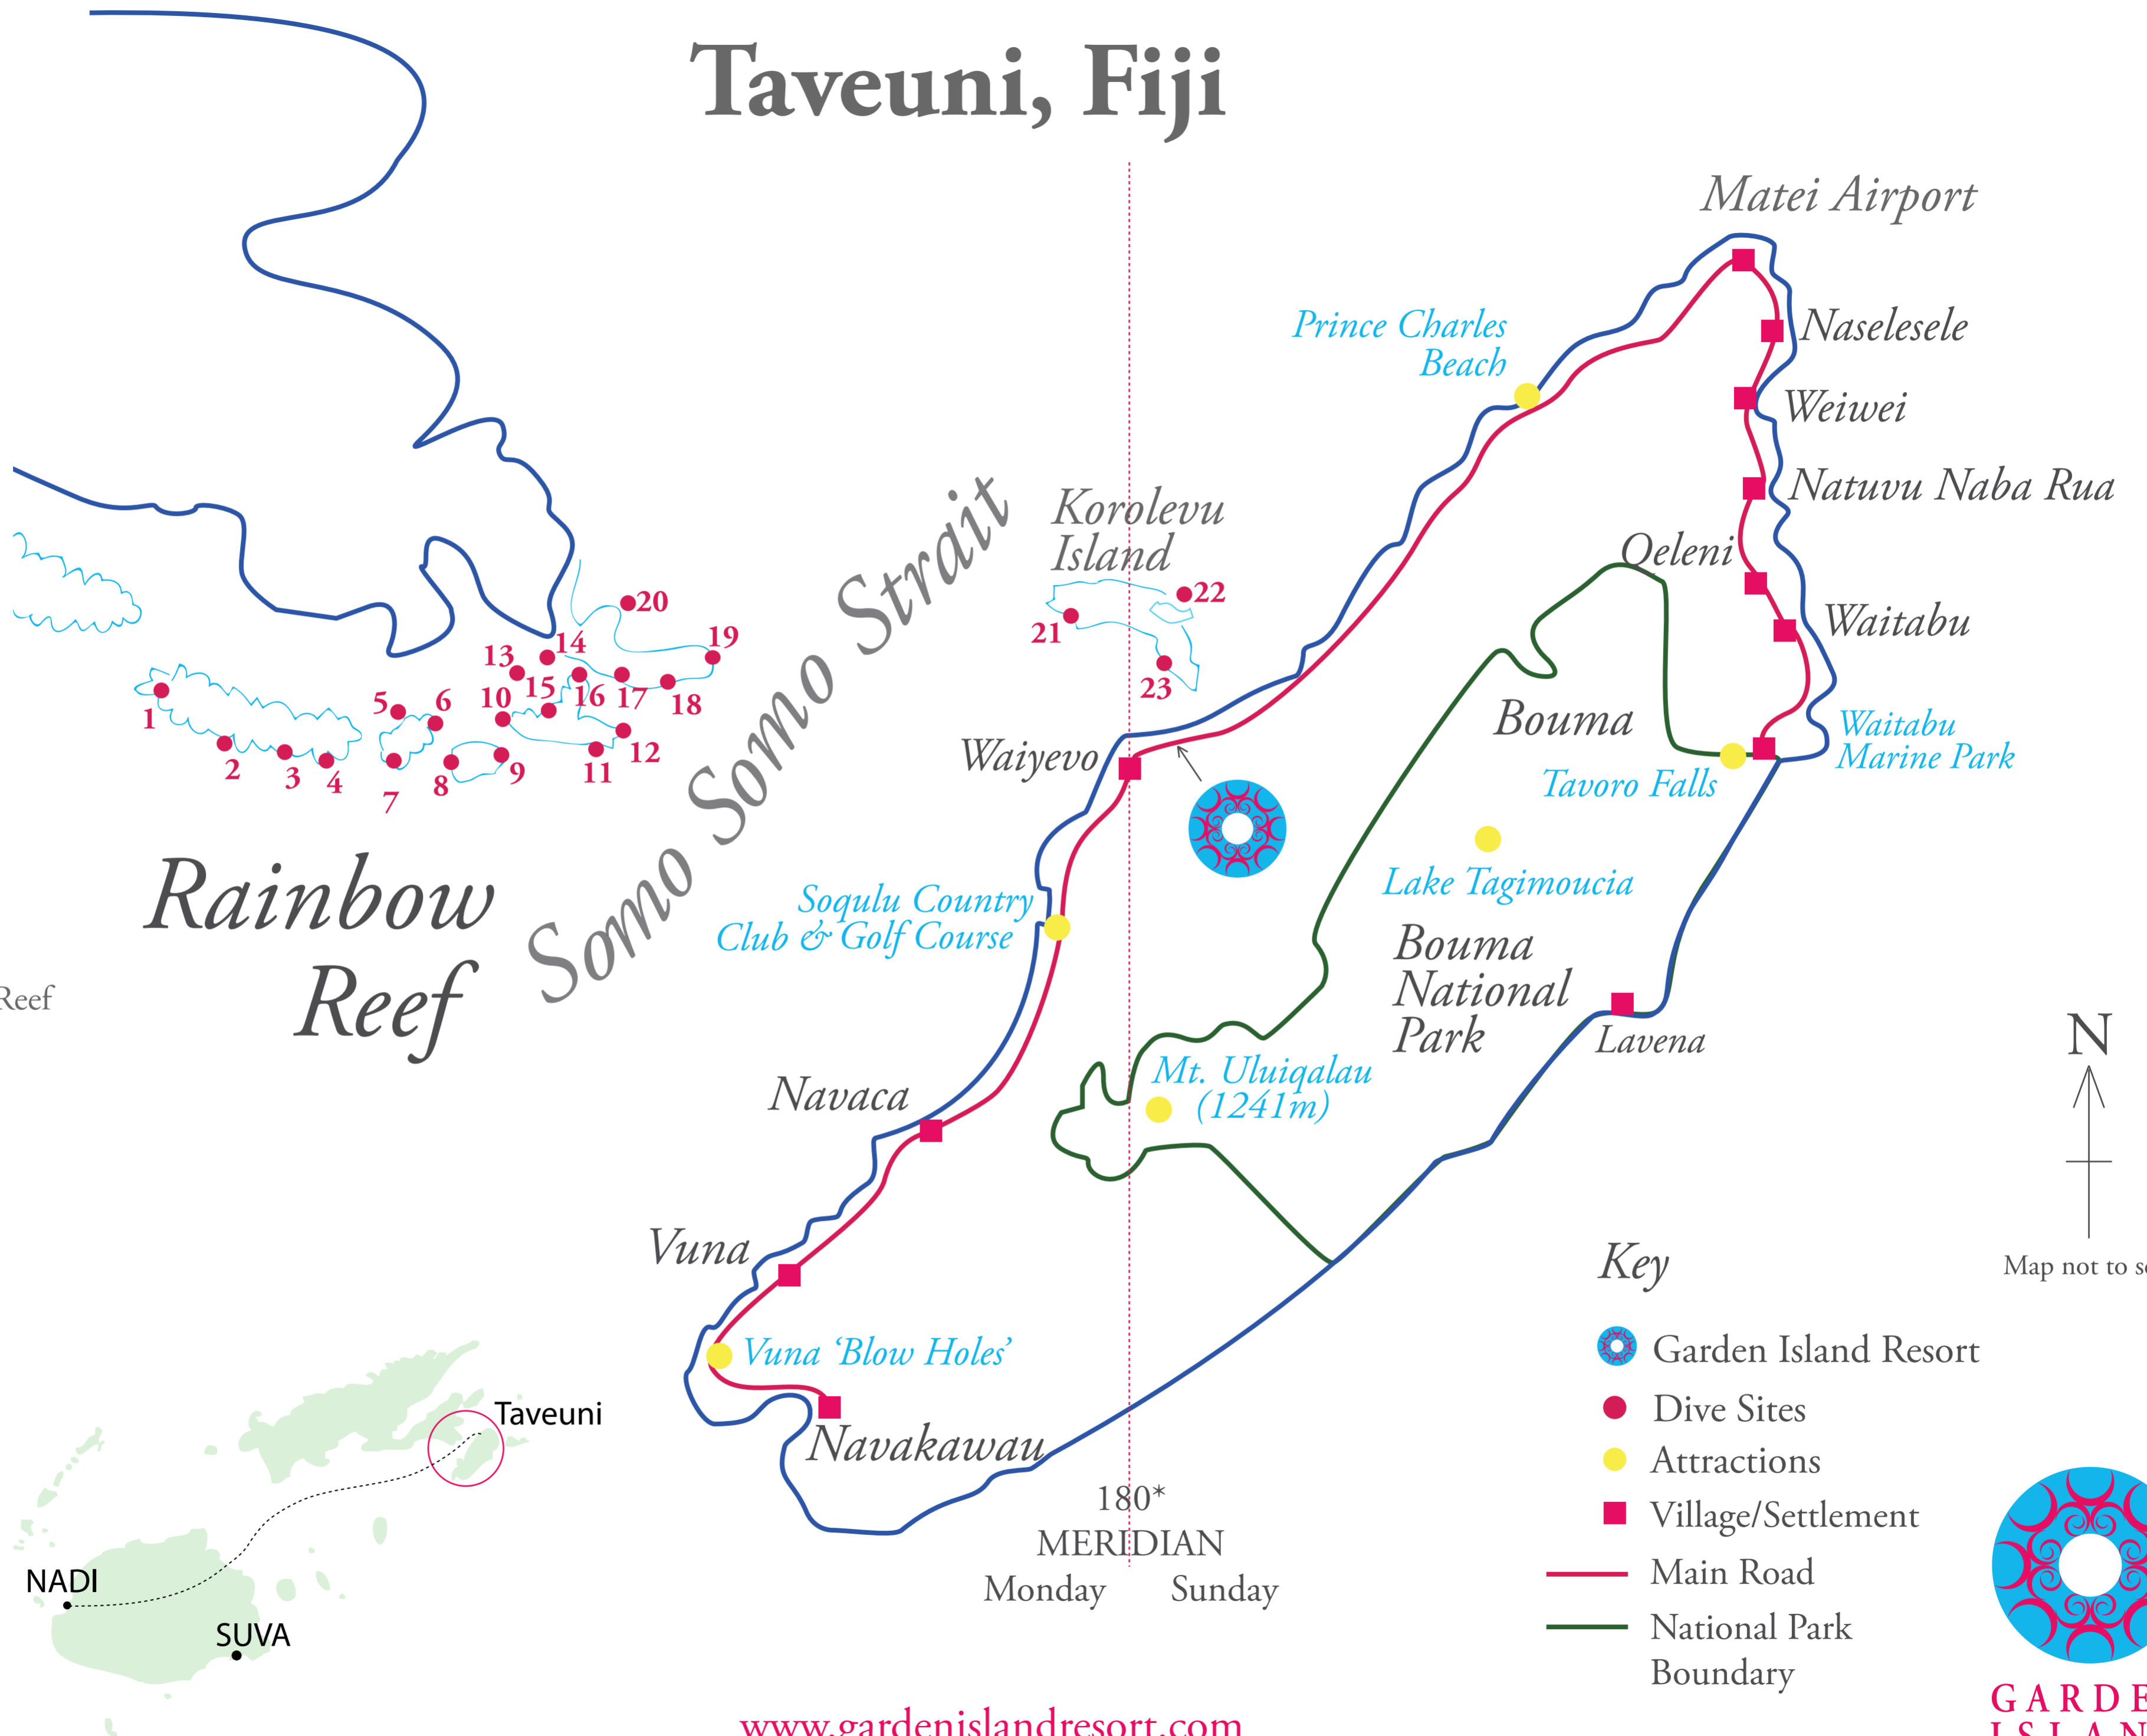 Taveuni, Fiji
Matei Airport
Prince Charles
Beach
Naselesele
Weiwei
Natuvu Naba Rua
Korolevu
Island
Qeleni
Waitabu
20
22
21
14
19
13
15
16
17
18
23
1
5
6
10
12
2
3
4
7
8
9
11
Somo Somo Strait
Bouma
Waitabu
Marine Park
Waiyevo
Tavoro Falls
Rainbow
Reef
Reef
Soqulu Country
Club & Golf Course
Lake Tagimoucia
Bouma
National
Park
Lavena
N
Mt. Uluiqalau
(1241m)
Navaca
Vuna
Vuna ‘Blow Holes’
Navakawau
Map not to
180*
MERIDIAN
Monday Sunday
Key
Garden Island Resort
Dive Sites
Attractions
Village/Settlement
Main Road
National Park
Boundary
Taveuni
NADI
SUVA
www.gardenislandresort.com